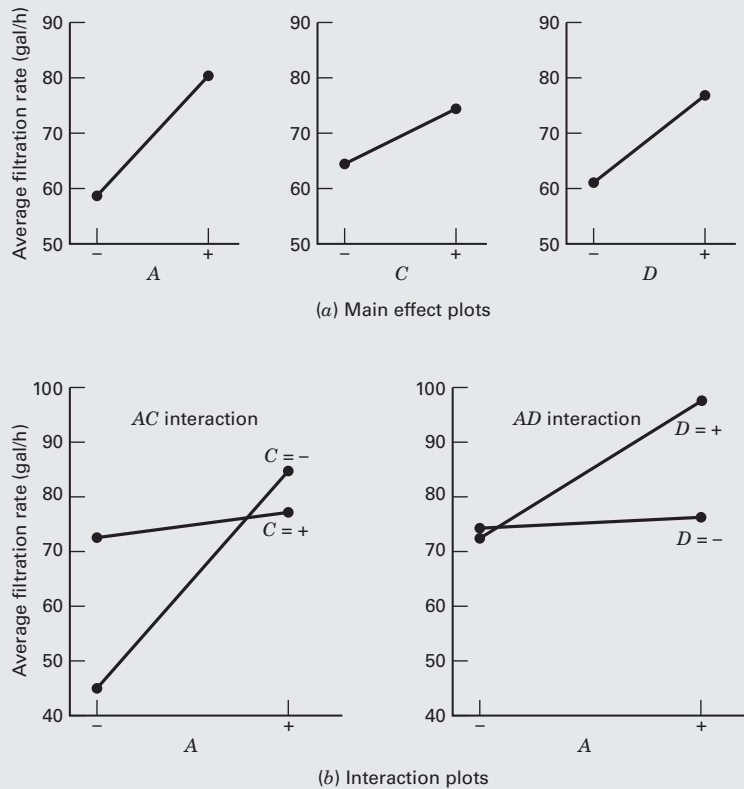 Average filtration rate (gal/h)
90
80
70
60
50
–
+
A
90
80
70
60
50
–
+
C
90
80
70
60
50
–
+
D
(a) Main effect plots
Average filtration rate (gal/h)
100
90
80
70
60
50
40
AC interaction
C = –
C = +
–
+
A
100
90
80
70
60
50
40
AD interaction
D = +
D = –
–
+
A
(b) Interaction plots